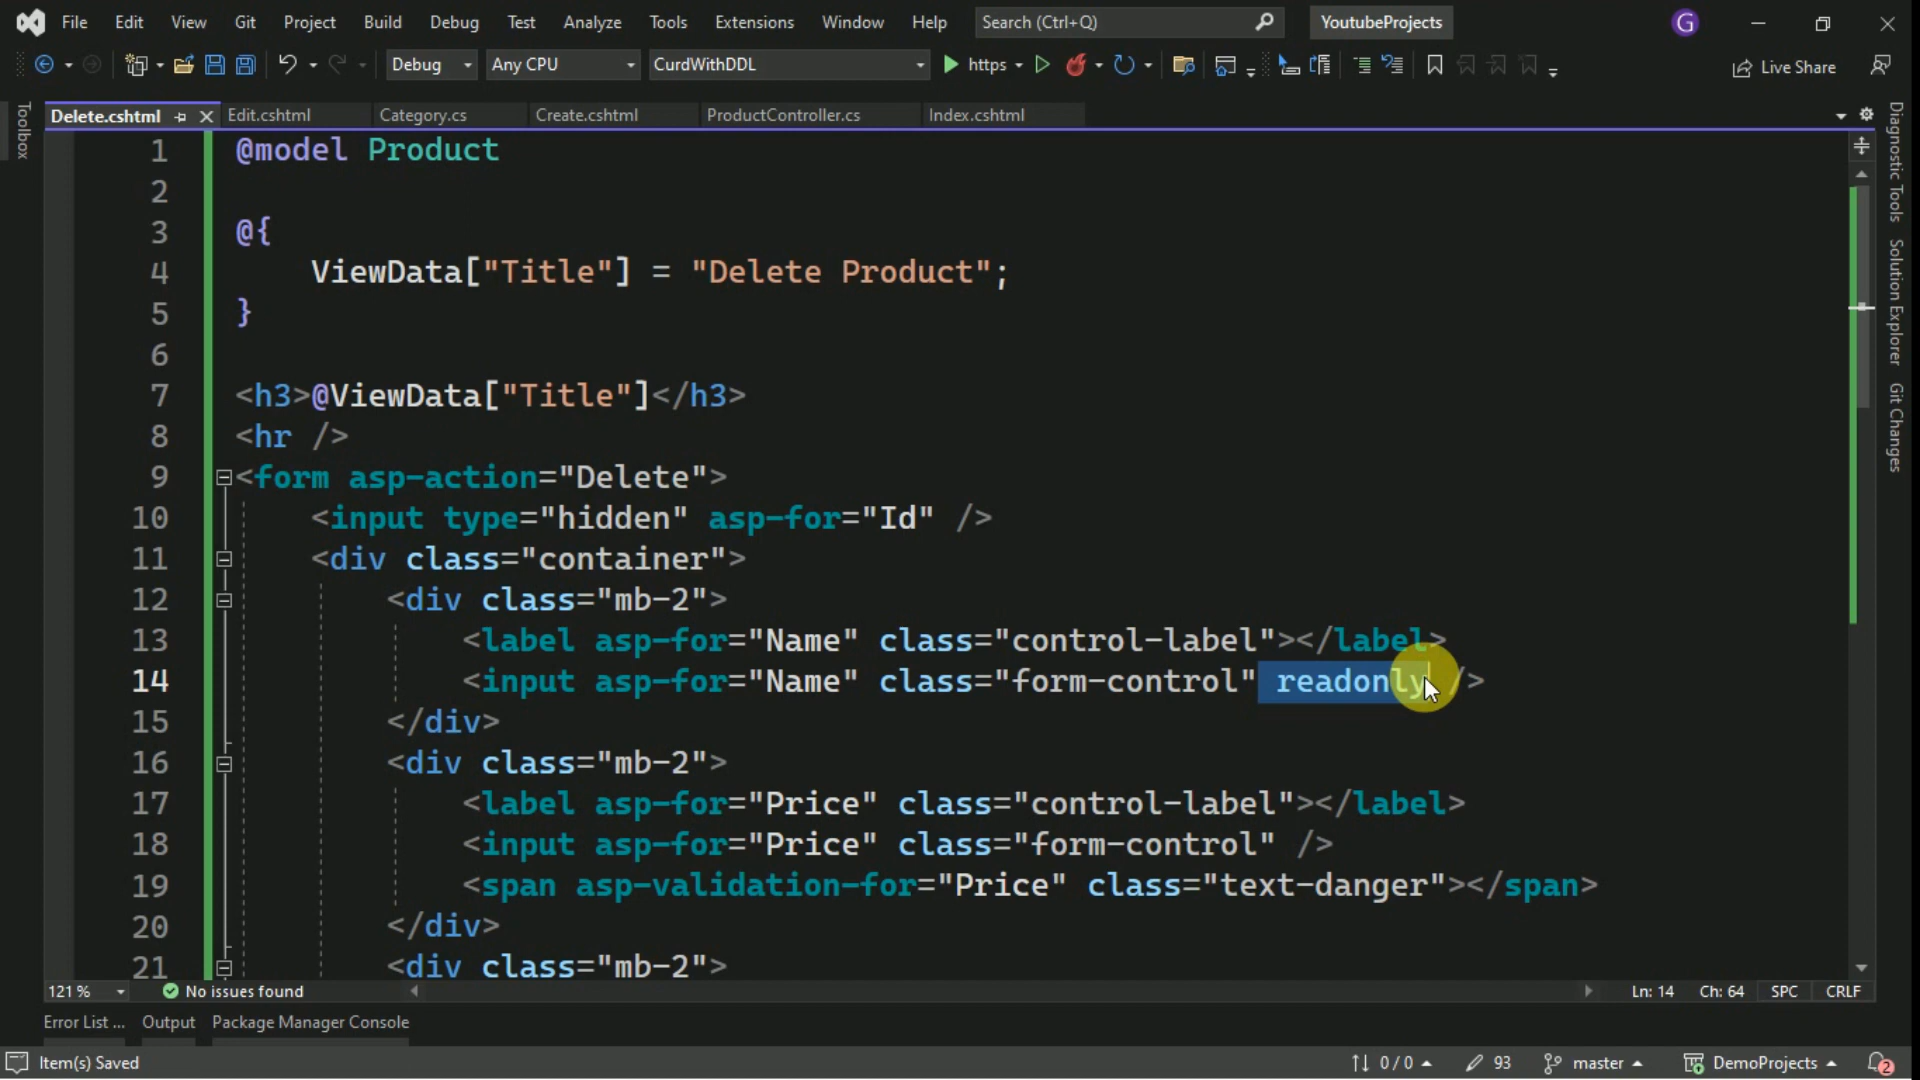 File Edit View Git Project Build Debug Test Analyze Tools Extensions Window Help Search (Ctrl+Q) YoutubeProjects G
Debug Any CPU CurdWithDDL https Live Share
Delete.cshtml Edit.cshtml Category.cs Create.cshtml ProductController.cs Index.cshtml
Toolbox
Diagnostic Tools
Solution Explorer
Git Changes
1 @model Product
2
3 @{
4 ViewData["Title"] = "Delete Product";
5 }
6
7 <h3>@ViewData["Title"]</h3>
8 <hr />
9 <form asp-action="Delete">
10 <input type="hidden" asp-for="Id" />
11 <div class="container">
12 <div class="mb-2">
13 <label asp-for="Name" class="control-label"></label>
14 <input asp-for="Name" class="form-control" readonly />
15 </div>
16 <div class="mb-2">
17 <label asp-for="Price" class="control-label"></label>
18 <input asp-for="Price" class="form-control" />
19 <span asp-validation-for="Price" class="text-danger"></span>
20 </div>
21 <div class="mb-2">
121 % No issues found Ln: 14 Ch: 64 SPC CRLF
Error List ... Output Package Manager Console
Item(s) Saved 0 / 0 93 master DemoProjects 2